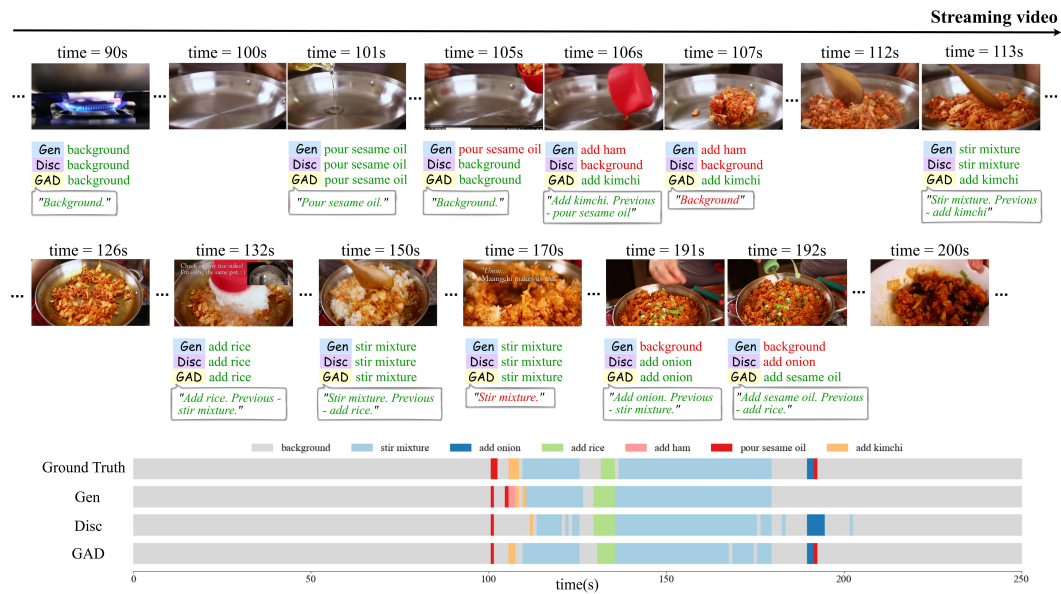 Streaming video
time = 90s
time = 100s
time = 101s
time = 105s
time = 106s
time = 107s
time = 112s
time = 113s
...
...
...
...
Gen background
Disc background
GAD background
"Background."
Gen pour sesame oil
Disc pour sesame oil
GAD pour sesame oil
"Pour sesame oil."
Gen pour sesame oil
Disc background
GAD background
"Background."
Gen add ham
Disc background
GAD add kimchi
"Add kimchi. Previous
- pour sesame oil"
Gen add ham
Disc background
GAD add kimchi
"Background"
Gen stir mixture
Disc stir mixture
GAD add kimchi
"Stir mixture. Previous
- add kimchi"
time = 126s
time = 132s
time = 150s
time = 170s
time = 191s
time = 192s
time = 200s
...
...
...
...
...
...
...
I'm using the same pot. : )
Umm..
Maangchi makes us
Gen add rice
Disc add rice
GAD add rice
"Add rice. Previous -
stir mixture."
Gen stir mixture
Disc stir mixture
GAD stir mixture
"Stir mixture. Previous
- add rice."
Gen stir mixture
Disc stir mixture
GAD stir mixture
"Stir mixture."
Gen background
Disc add onion
GAD add onion
"Add onion. Previous
- stir mixture."
Gen background
Disc add onion
GAD add sesame oil
"Add sesame oil. Previous
- add rice."
background
stir mixture
add onion
add rice
add ham
pour sesame oil
add kimchi
Ground Truth
Gen
Disc
GAD
0
50
100
150
200
250
time(s)